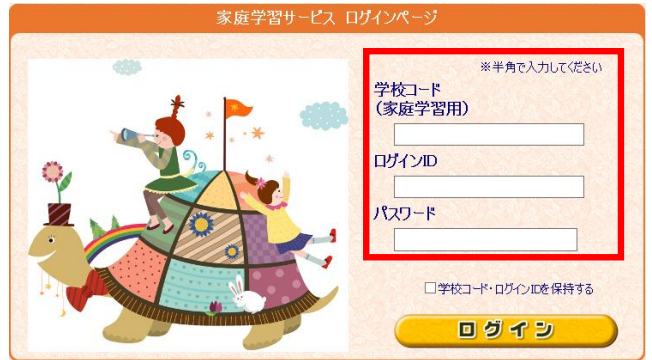 家庭学習サービス ログインページ
※半角で入力してください
学校コード
(家庭学習用)
ログインID
パスワード
□学校コード・ログインIDを保持する
ログイン